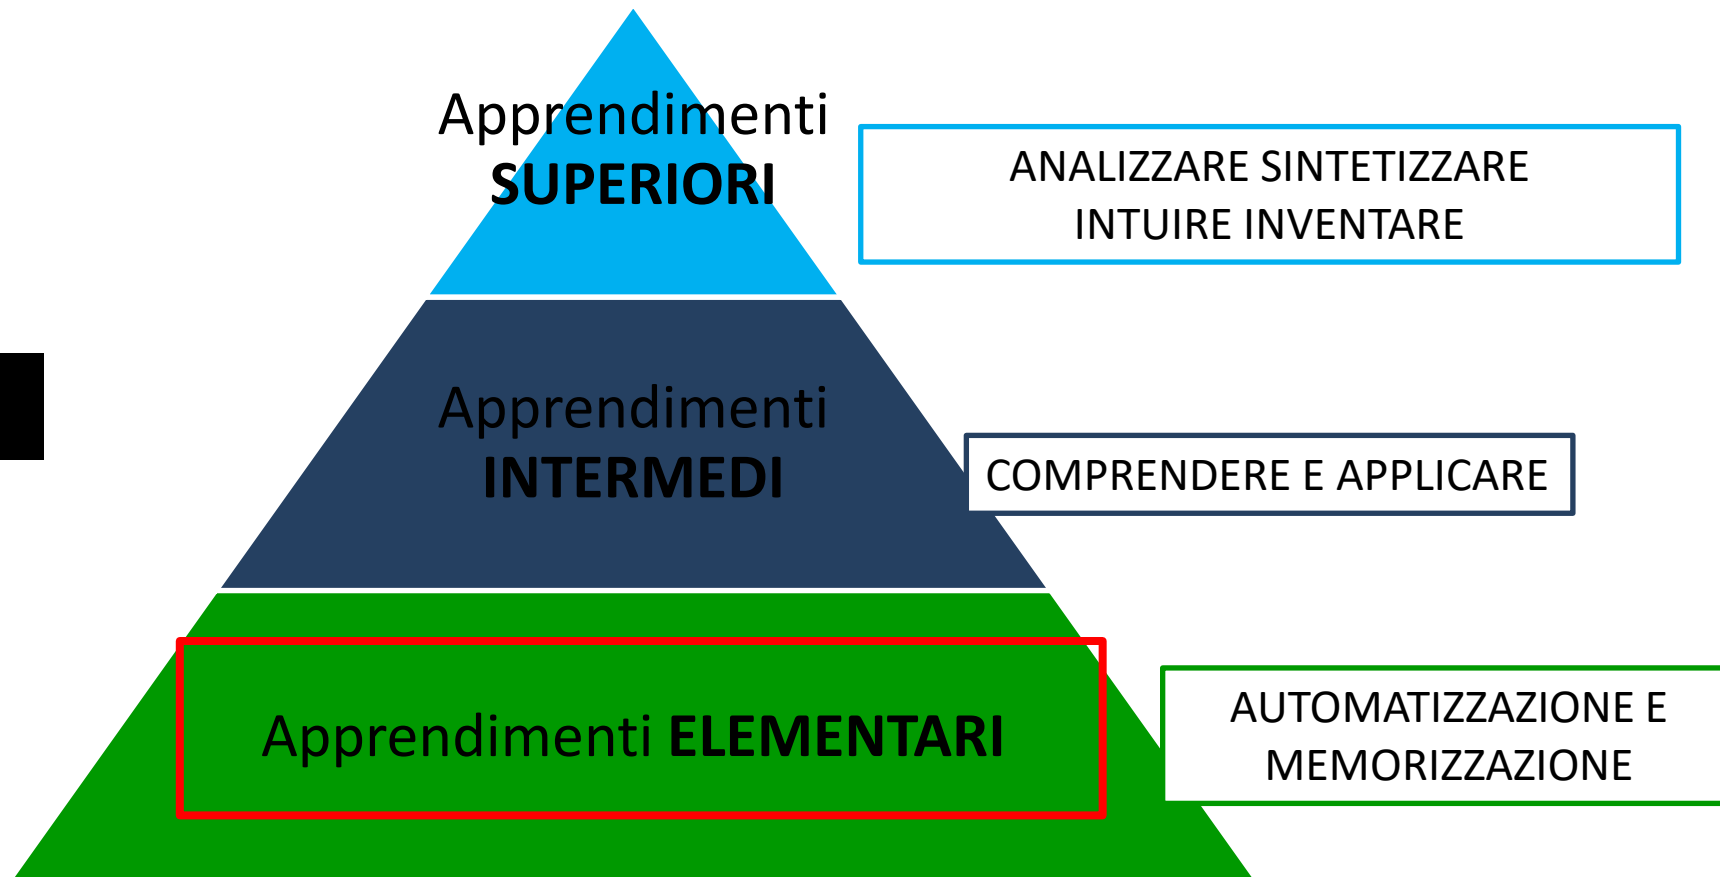 Apprendimenti
SUPERIORI
ANALIZZARE SINTETIZZARE
INTUIRE INVENTARE
Apprendimenti
INTERMEDI
COMPRENDERE E APPLICARE
Apprendimenti ELEMENTARI
AUTOMATIZZAZIONE E
MEMORIZZAZIONE